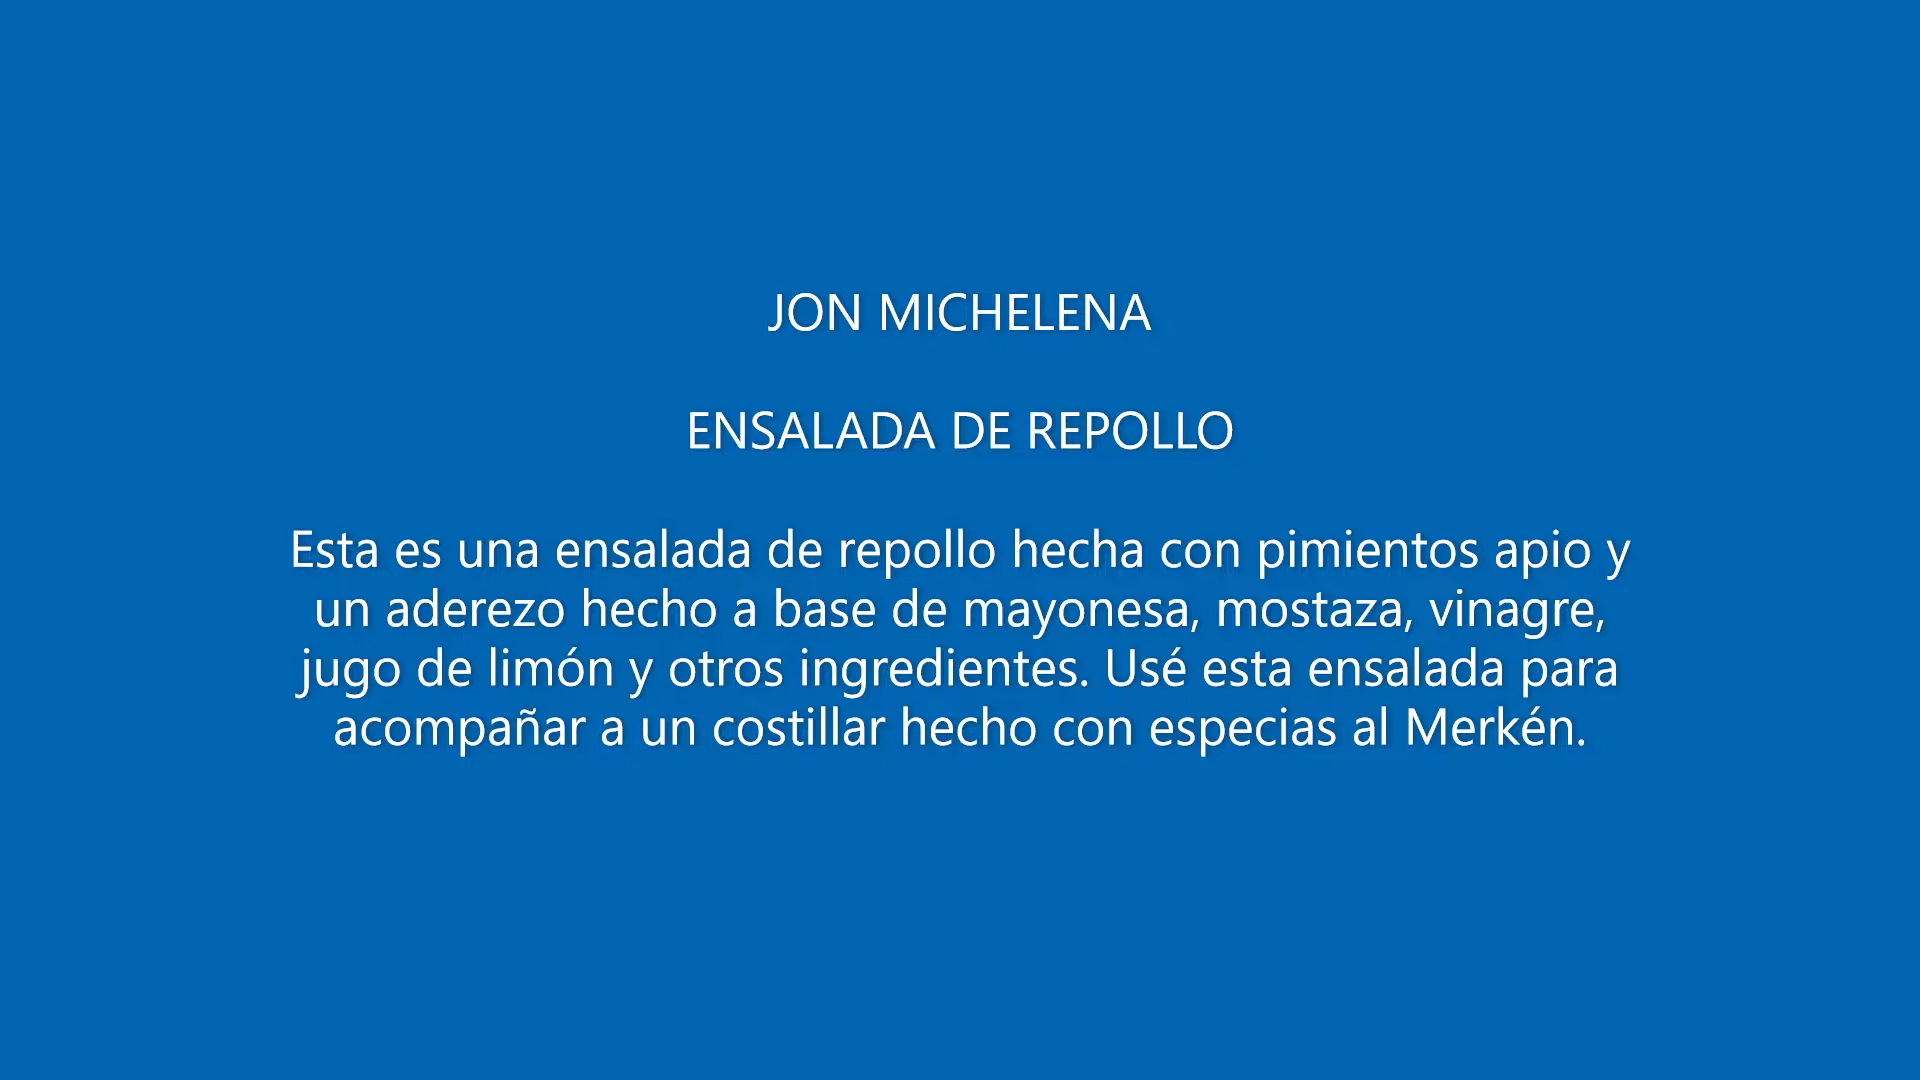 JON MICHELENA
ENSALADA DE REPOLLO
Esta es una ensalada de repollo hecha con pimientos apio y
un aderezo hecho a base de mayonesa, mostaza, vinagre,
jugo de limón y otros ingredientes. Usé esta ensalada para
acompañar a un costillar hecho con especias al Merkén.